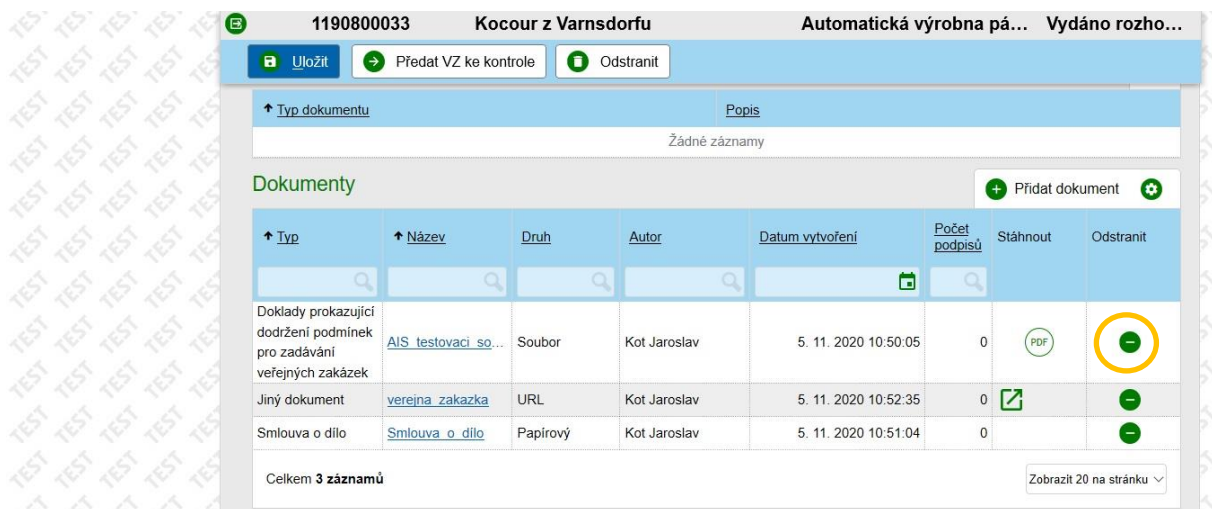 1190800033 Kocour z Varnsdorfu Automatická výrobna pá… Vydáno rozho…
Uložit Předat VZ ke kontrole Odstranit
Typ dokumentu Popis
Žádné záznamy
Dokumenty
Přidat dokument
Typ Název Druh Autor Datum vytvoření Počet podpisů Stáhnout Odstranit
Doklady prokazující
dodržení podmínek
pro zadávání
veřejných zakázek
AIS_testovaci_so… Soubor Kot Jaroslav 5. 11. 2020 10:50:05 0 PDF
Jiný dokument verejna_zakazka URL Kot Jaroslav 5. 11. 2020 10:52:35 0
Smlouva o dílo Smlouva_o_dílo Papírový Kot Jaroslav 5. 11. 2020 10:51:04 0
Celkem 3 záznamů Zobrazit 20 na stránku
TEST